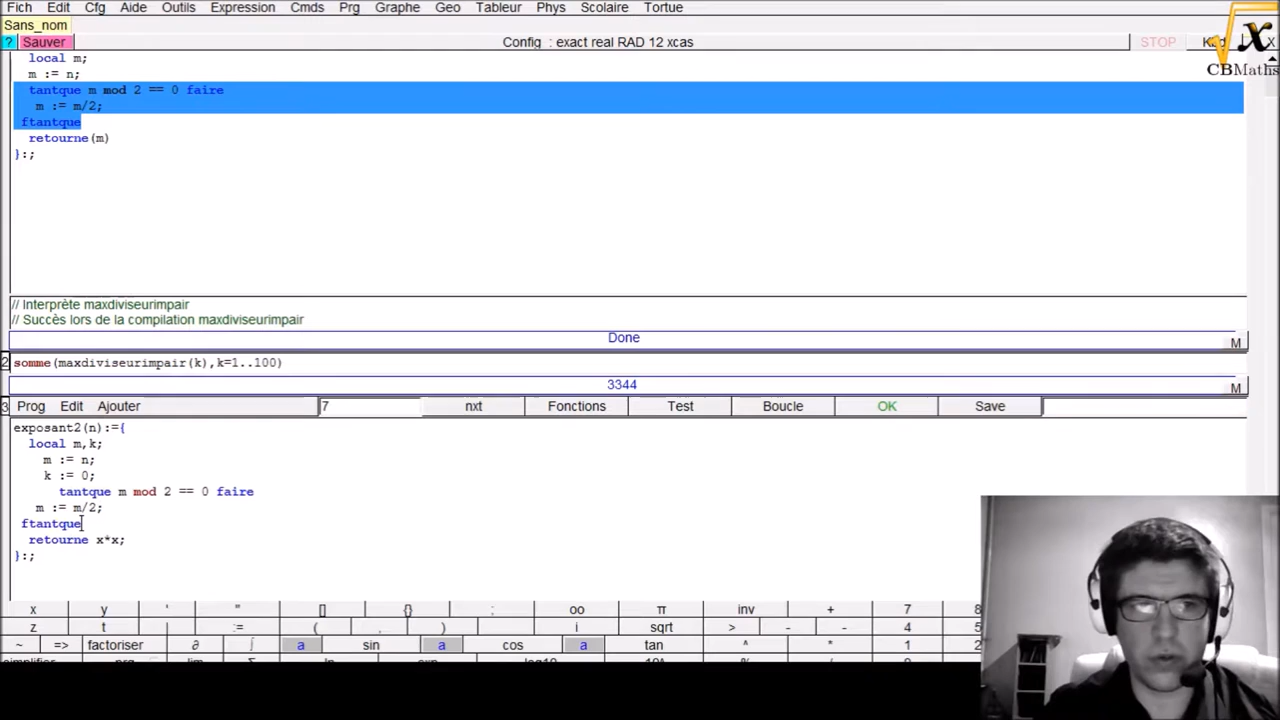 Fich Edit Cfg Aide Outils Expression Cmds Prg Graphe Geo Tableur Phys Scolaire Tortue
Sans_nom
? Sauver Config : exact real RAD 12 xcas STOP X
x
CBMaths
local m;
m := n;
tantque m mod 2 == 0 faire
m := m/2;
ftantque
retourne(m)
}:;
// Interprète maxdiviseurimpair
// Succès lors de la compilation maxdiviseurimpair
Done
M
2 somme(maxdiviseurimpair(k),k=1..100)
3344
M
3 Prog Edit Ajouter 7 nxt Fonctions Test Boucle OK Save
exposant2(n):={
local m,k;
m := n;
k := 0;
tantque m mod 2 == 0 faire
m := m/2;
ftantque
retourne x*x;
}:;
x y ' " [] {} ; oo π inv + 7 8
z t | := ( , ) i sqrt > - - ^ 4 5
~ => factoriser ∂ ∫ a sin a cos a tan ^ * 1 2